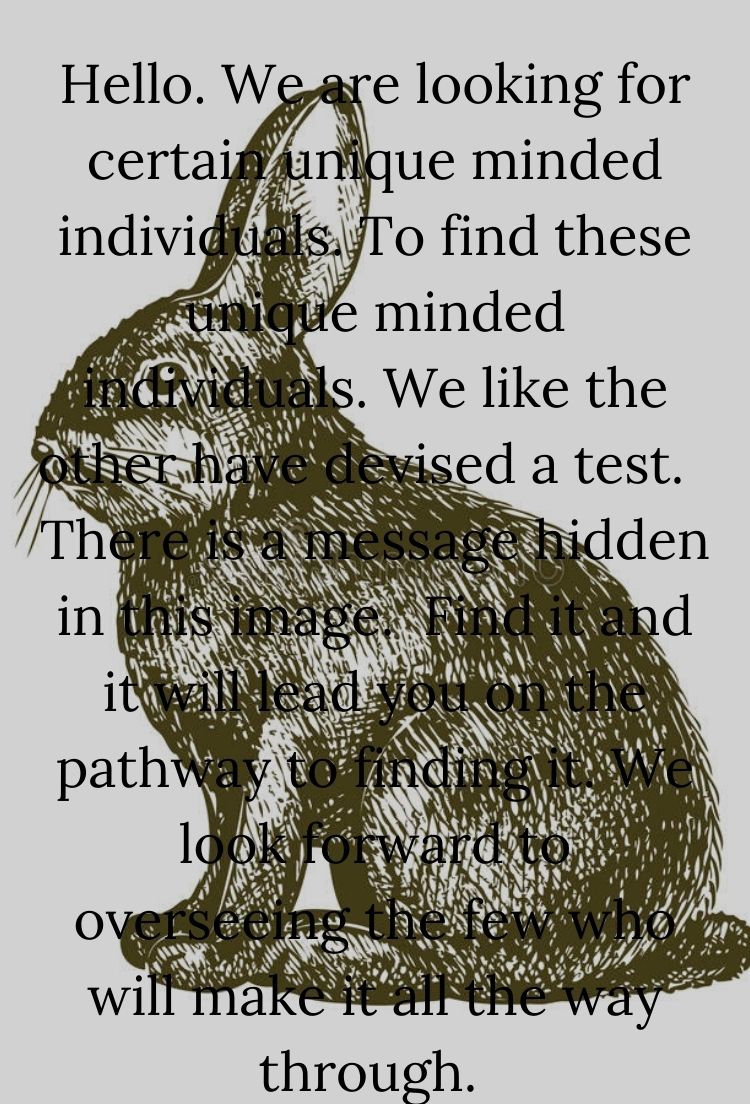 Hello. We are looking for
certain unique minded
individuals. To find these
unique minded
individuals. We like the
other have devised a test.
There is a message hidden
in this image.  Find it and
it will lead you on the
pathway to finding it. We
look forward to
overseeing the few who
will make it all the way
through.